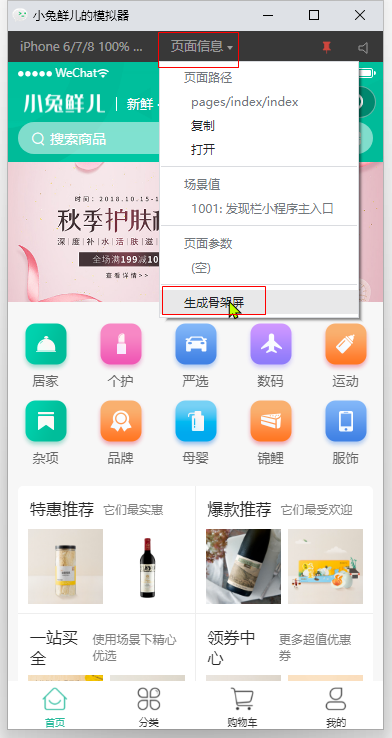 小兔鲜儿的模拟器
iPhone 6/7/8 100% ...
页面信息
WeChat
页面路径
pages/index/index
复制
打开
场景值
1001: 发现栏小程序主入口
页面参数
(空)
生成骨架屏
小兔鲜儿
新鲜
搜索商品
时间：2018.10.15-1
秋季护肤
深度补水活肤滋
全场满199减10
查看详情>>
居家
个护
严选
数码
运动
杂项
品牌
母婴
锦鲤
服饰
特惠推荐 它们最实惠
爆款推荐 它们最受欢迎
一站买全 使用场景下精心优选
领券中心 更多超值优惠券
首页
分类
购物车
我的